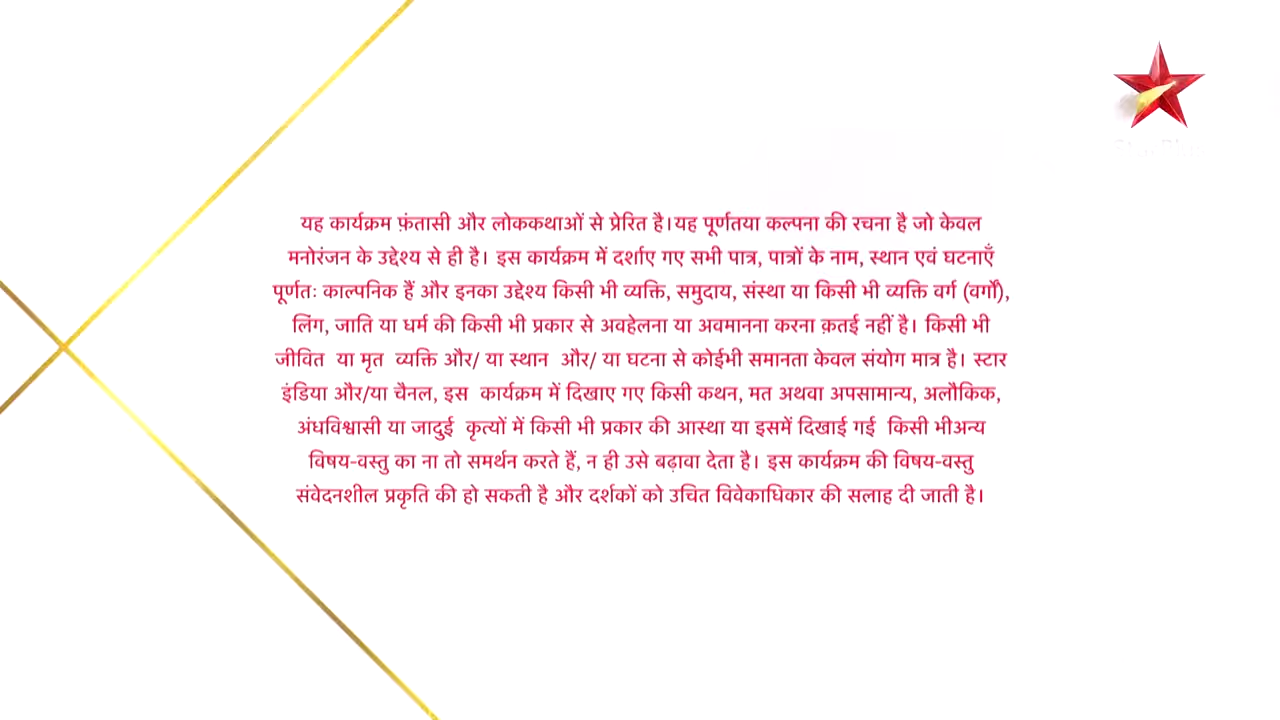 यह कार्यक्रम फ़ंतासी और लोककथाओं से प्रेरित है।यह पूर्णतया कल्पना की रचना है जो केवल
मनोरंजन के उद्देश्य से ही है। इस कार्यक्रम में दर्शाए गए सभी पात्र, पात्रों के नाम, स्थान एवं घटनाएँ
पूर्णतः काल्पनिक हैं और इनका उद्देश्य किसी भी व्यक्ति, समुदाय, संस्था या किसी भी व्यक्ति वर्ग (वर्गों),
लिंग, जाति या धर्म की किसी भी प्रकार से अवहेलना या अवमानना करना क़तई नहीं है। किसी भी
जीवित या मृत व्यक्ति और/ या स्थान और/ या घटना से कोईभी समानता केवल संयोग मात्र है। स्टार
इंडिया और/या चैनल, इस कार्यक्रम में दिखाए गए किसी कथन, मत अथवा अपसामान्य, अलौकिक,
अंधविश्वासी या जादुई कृत्यों में किसी भी प्रकार की आस्था या इसमें दिखाई गई किसी भीअन्य
विषय-वस्तु का ना तो समर्थन करते हैं, न ही उसे बढ़ावा देता है। इस कार्यक्रम की विषय-वस्तु
संवेदनशील प्रकृति की हो सकती है और दर्शकों को उचित विवेकाधिकार की सलाह दी जाती है।